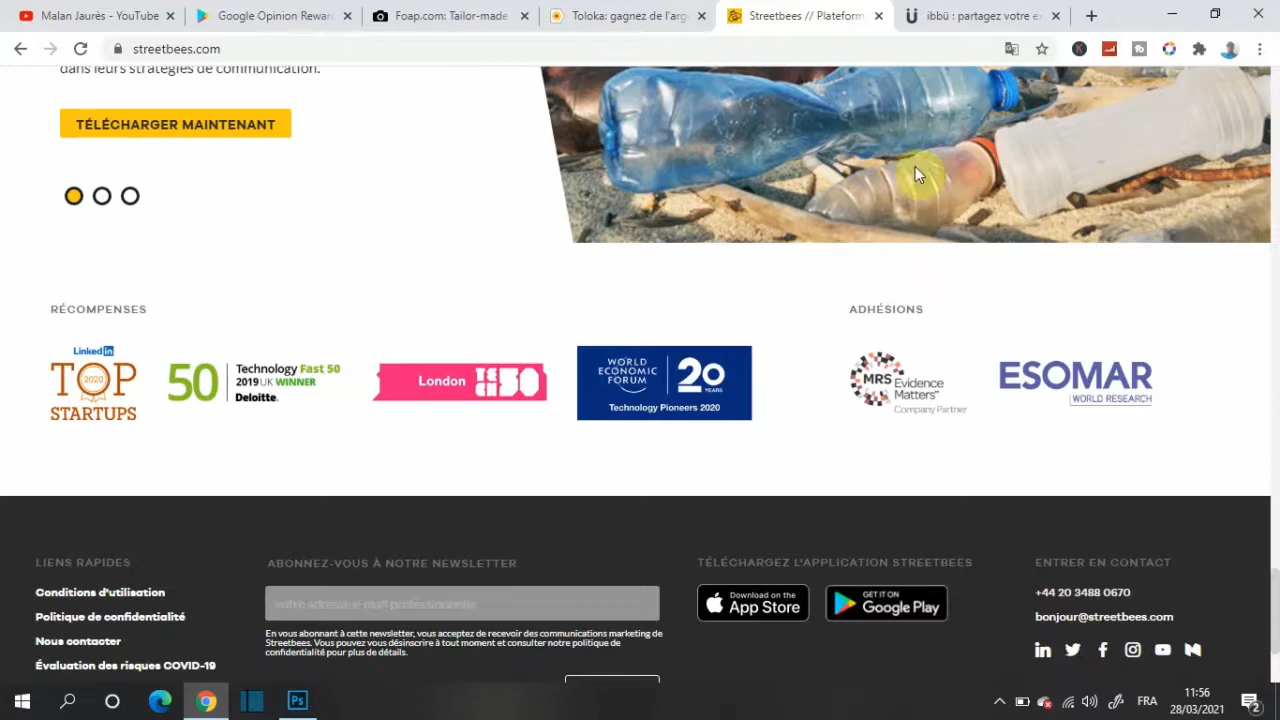 Malan Jaurès - YouTube
Google Opinion Rewar
Foap.com: Tailor-made
Toloka: gagnez de l'arg
Streetbees // Plateform
ibbü : partagez votre e
streetbees.com
dans leurs stratégies de communication.
TÉLÉCHARGER MAINTENANT
RÉCOMPENSES
ADHÉSIONS
Linked in
TOP
2020
STARTUPS
50
Technology Fast 50
2019 UK WINNER
Deloitte.
London TECH 50
WORLD
ECONOMIC
FORUM
20
YEARS
Technology Pioneers 2020
MRS Evidence
Matters™
Company Partner
ESOMAR
WORLD RESEARCH
LIENS RAPIDES
Conditions d'utilisation
Politique de confidentialité
Nous contacter
Évaluation des risques COVID-19
ABONNEZ-VOUS À NOTRE NEWSLETTER
votre adresse e-mail professionnelle
En vous abonnant à cette newsletter, vous acceptez de recevoir des communications marketing de
Streetbees. Vous pouvez vous désinscrire à tout moment et consulter notre politique de
confidentialité pour plus de détails.
TÉLÉCHARGEZ L'APPLICATION STREETBEES
Download on the
App Store
GET IT ON
Google Play
ENTRER EN CONTACT
+44 20 3488 0670
bonjour@streetbees.com
Ps
FRA
11:56
28/03/2021
2